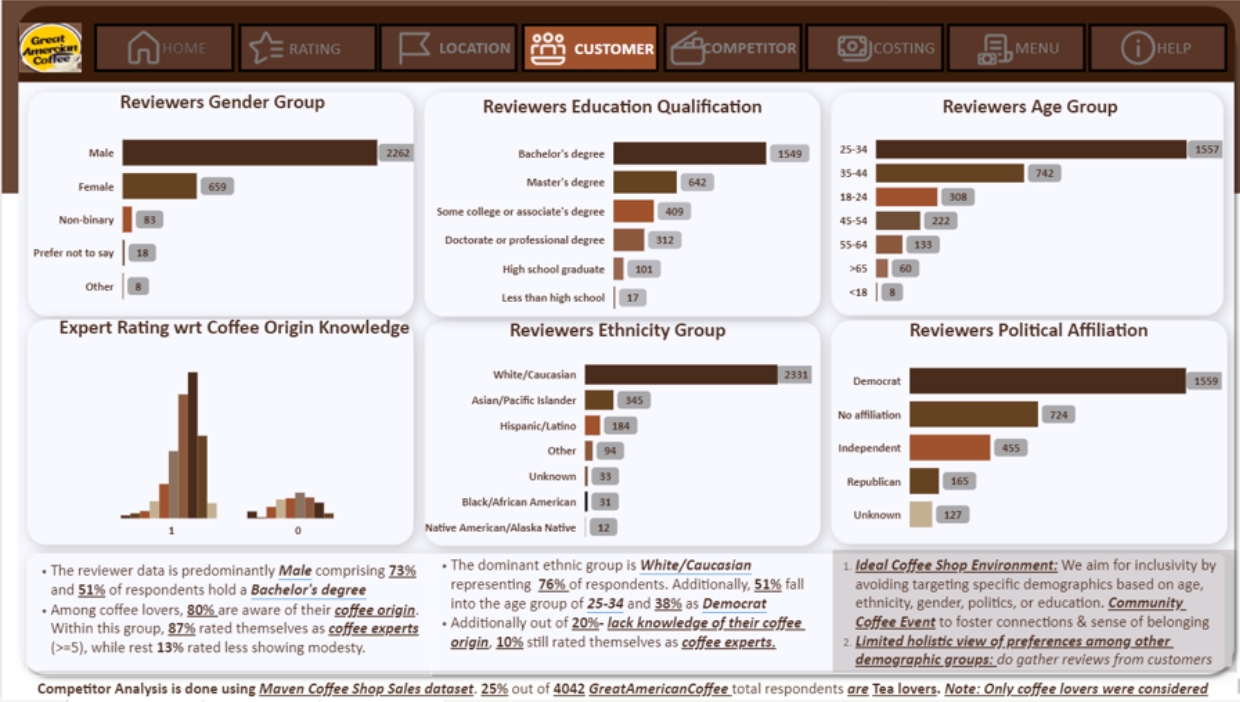 Great
American
Coffee
HOME
RATING
LOCATION
CUSTOMER
COMPETITOR
COSTING
MENU
HELP
Reviewers Gender Group
Male 2262
Female 659
Non-binary 83
Prefer not to say 18
Other 8
Reviewers Education Qualification
Bachelor's degree 1549
Master's degree 642
Some college or associate's degree 409
Doctorate or professional degree 312
High school graduate 101
Less than high school 17
Reviewers Age Group
25-34 1557
35-44 742
18-24 308
45-54 222
55-64 133
>65 60
<18 8
Expert Rating wrt Coffee Origin Knowledge
1 0
Reviewers Ethnicity Group
White/Caucasian 2331
Asian/Pacific Islander 345
Hispanic/Latino 184
Other 94
Unknown 33
Black/African American 31
Native American/Alaska Native 12
Reviewers Political Affiliation
Democrat 1559
No affiliation 724
Independent 455
Republican 165
Unknown 127
• The reviewer data is predominantly Male comprising 73%
and 51% of respondents hold a Bachelor's degree
• Among coffee lovers, 80% are aware of their coffee origin.
Within this group, 87% rated themselves as coffee experts
(>=5), while rest 13% rated less showing modesty.
• The dominant ethnic group is White/Caucasian
representing 76% of respondents. Additionally, 51% fall
into the age group of 25-34 and 38% as Democrat
• Additionally out of 20%- lack knowledge of their coffee
origin, 10% still rated themselves as coffee experts.
1. Ideal Coffee Shop Environment: We aim for inclusivity by
avoiding targeting specific demographics based on age,
ethnicity, gender, politics, or education. Community
Coffee Event to foster connections & sense of belonging
2. Limited holistic view of preferences among other
demographic groups: do gather reviews from customers
Competitor Analysis is done using Maven Coffee Shop Sales dataset. 25% out of 4042 GreatAmericanCoffee total respondents are Tea lovers. Note: Only coffee lovers were considered